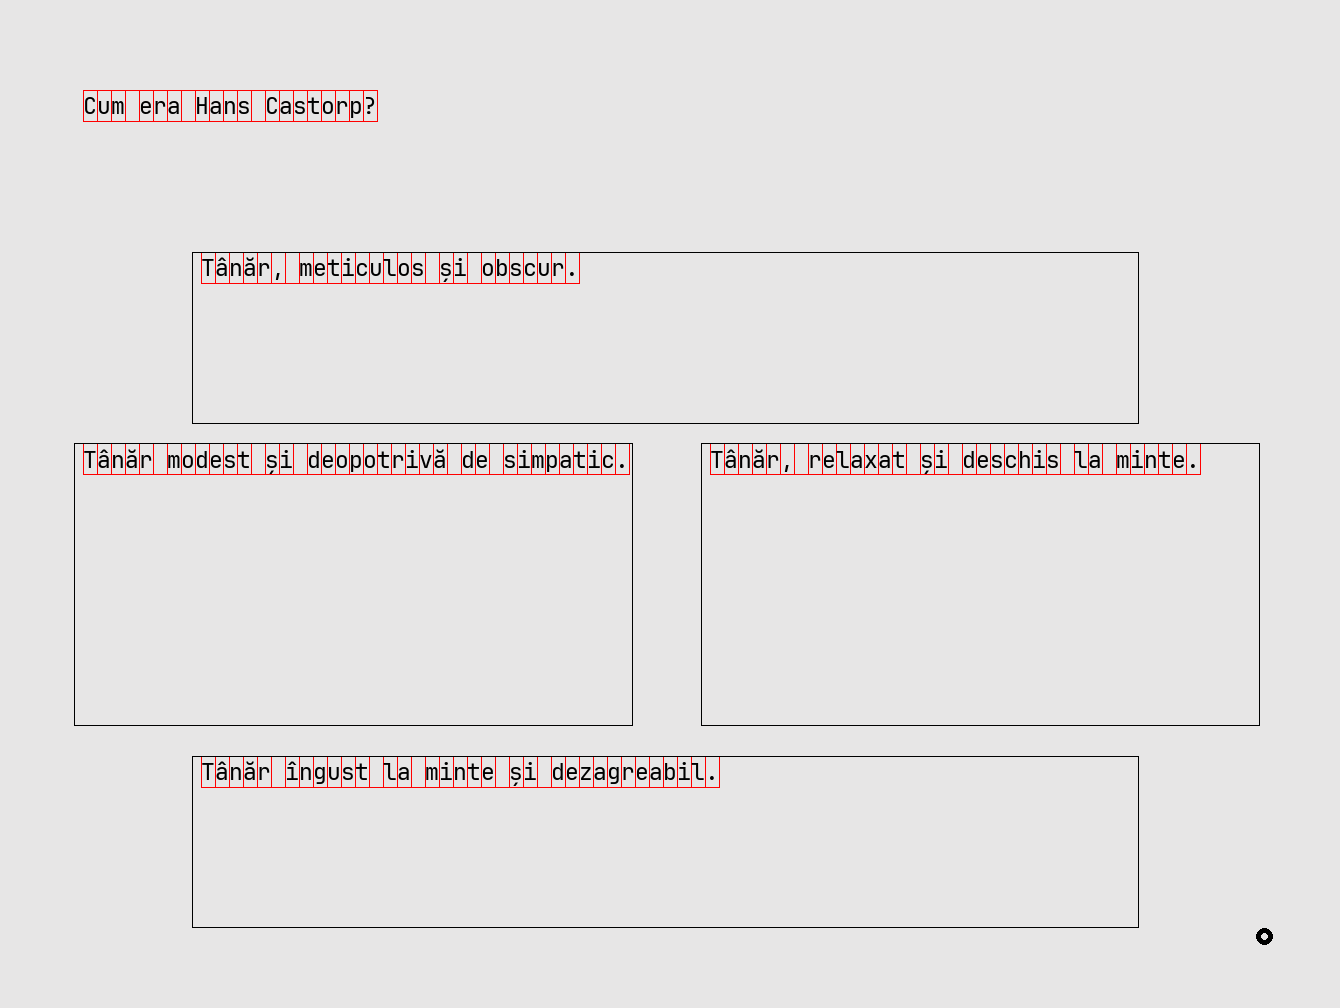 Cum era Hans Castorp?
Tânăr, meticulos și obscur.
Tânăr modest și deopotrivă de simpatic.
Tânăr, relaxat și deschis la minte.
Tânăr îngust la minte și dezagreabil.